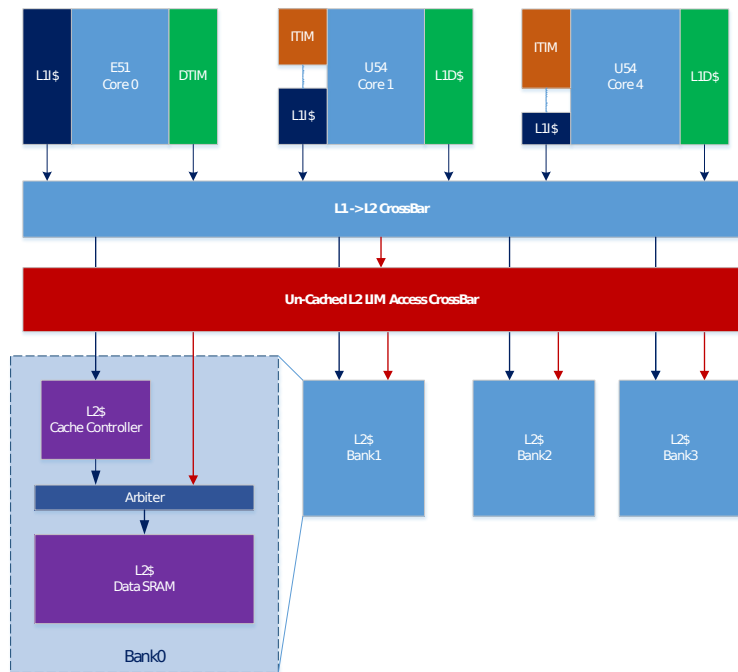 L1I$
E51
Core 0
DTIM
ITIM
L1I$
U54
Core 1
L1D$
ITIM
L1I$
U54
Core 4
L1D$
L1 -> L2 CrossBar
Un-Cached L2 LIM Access CrossBar
L2$
Cache Controller
Arbiter
L2$
Data SRAM
Bank0
L2$
Bank1
L2$
Bank2
L2$
Bank3